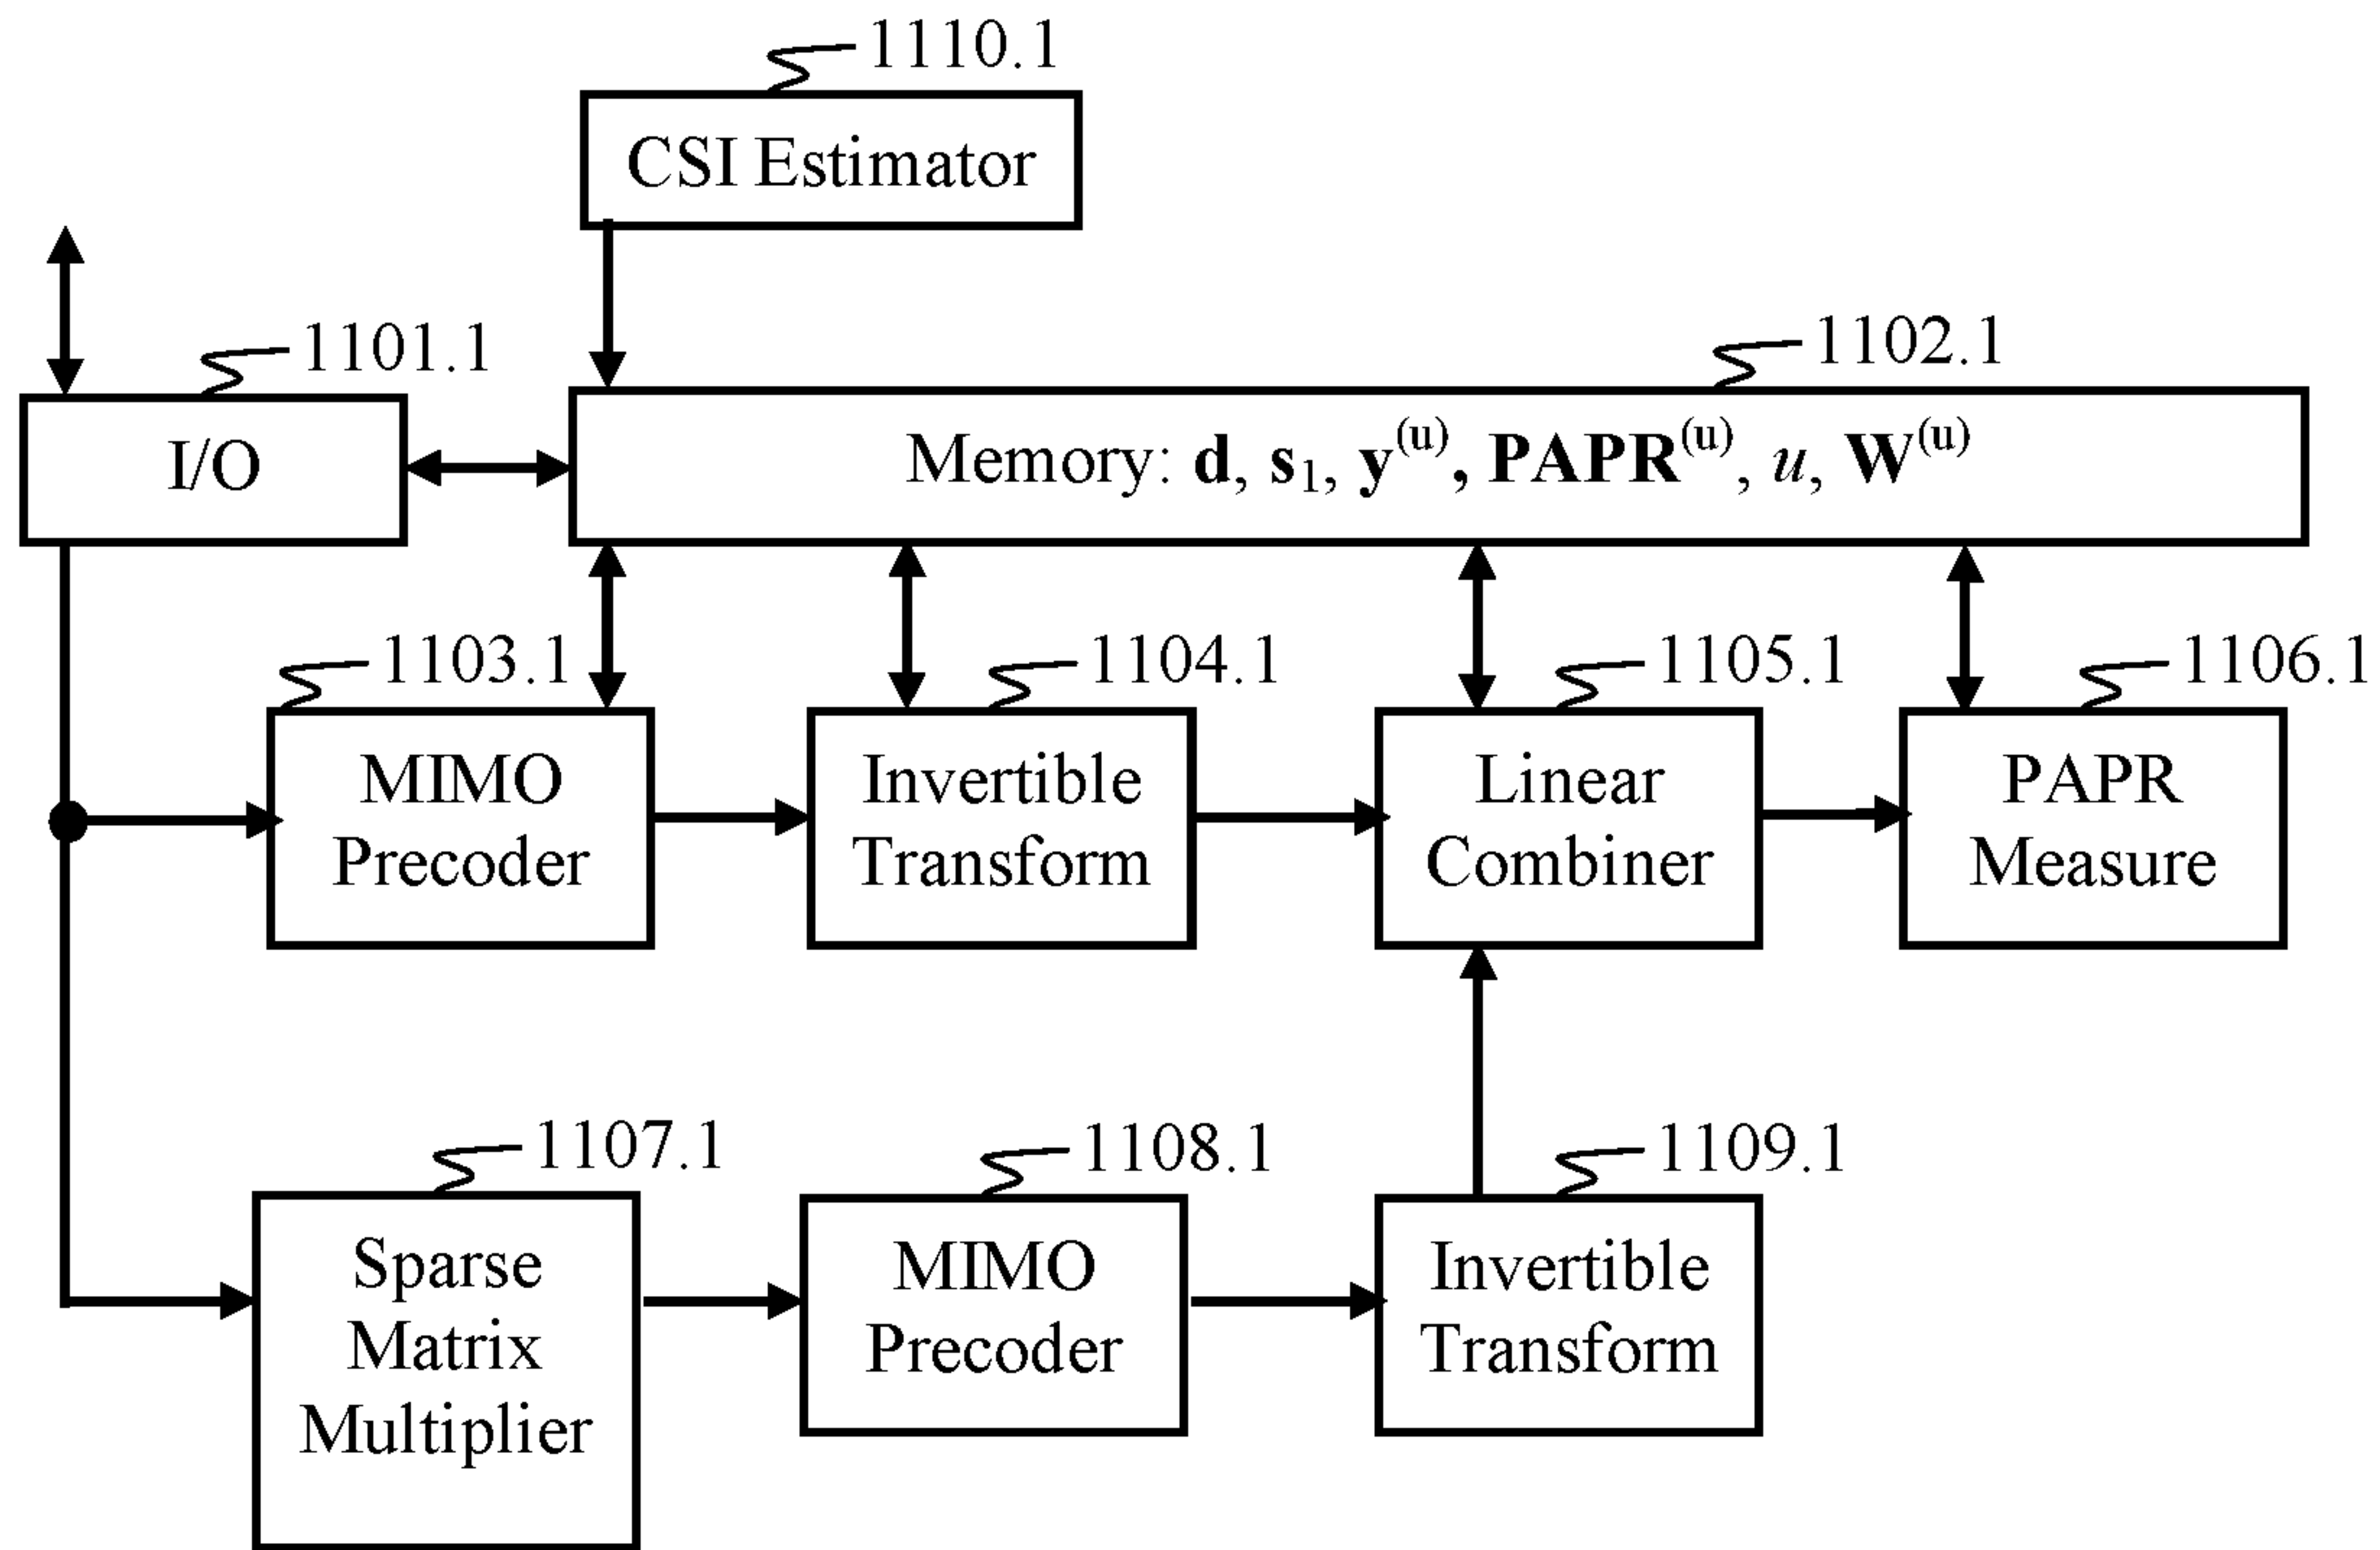 1110.1
CSI Estimator
1101.1
1102.1
I/O
Memory: d, s₁, y⁽ᵘ⁾, PAPR⁽ᵘ⁾, u, W⁽ᵘ⁾
1103.1
1104.1
1105.1
1106.1
MIMO
Precoder
Invertible
Transform
Linear
Combiner
PAPR
Measure
1107.1
1108.1
1109.1
Sparse
Matrix
Multiplier
MIMO
Precoder
Invertible
Transform